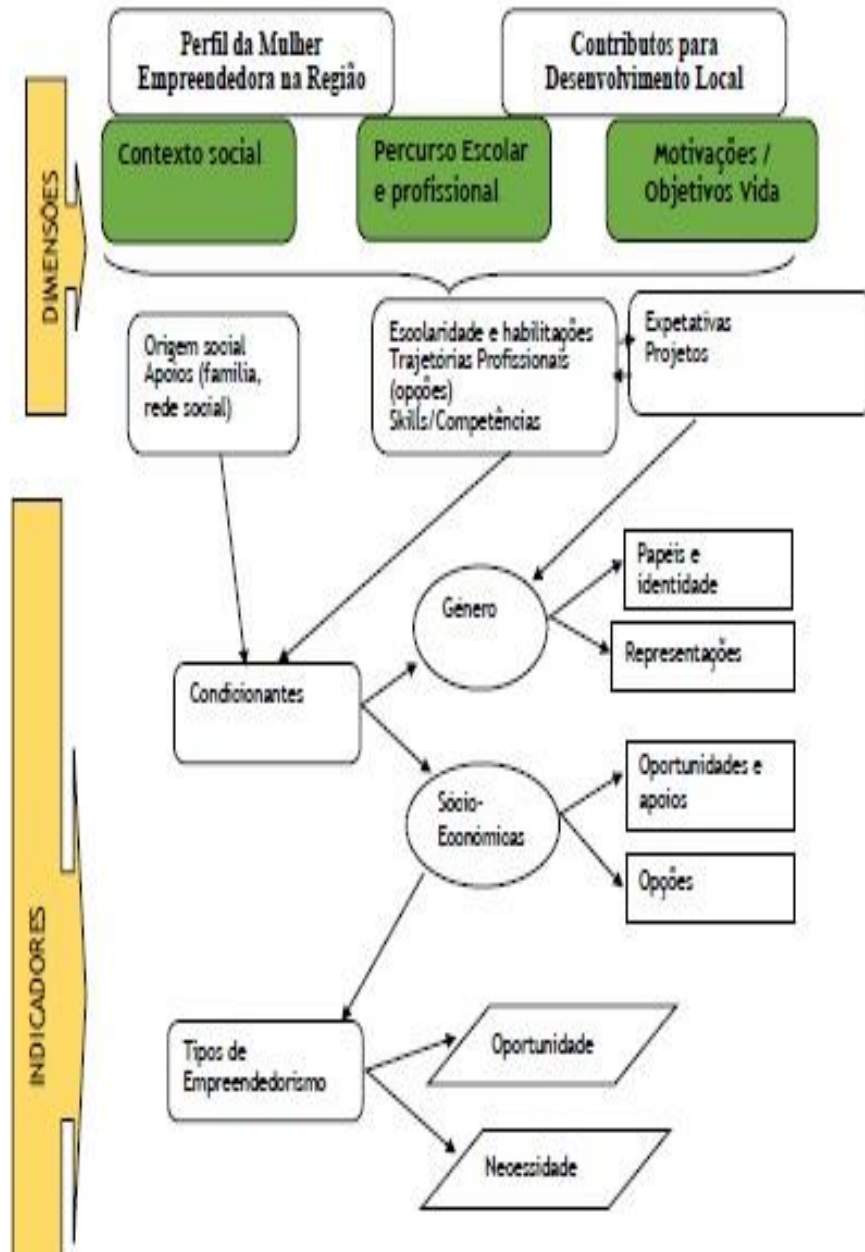 Perfil da Mulher
Empreendedora na Região
Contributos para
Desenvolvimento Local
DIMENSÕES
Contexto social
Percurso Escolar
e profissional
Motivações /
Objetivos Vida
Origem social
Apoios (família,
rede social)
Escolaridade e habilitações
Trajetórias Profissionais
(opções)
Skills/Competências
Expetativas
Projetos
INDICADORES
Género
Papéis e
identidade
Representações
Condicionantes
Sócio-
Económicas
Oportunidades e
apoios
Opções
Tipos de
Empreendedorismo
Oportunidade
Necessidade